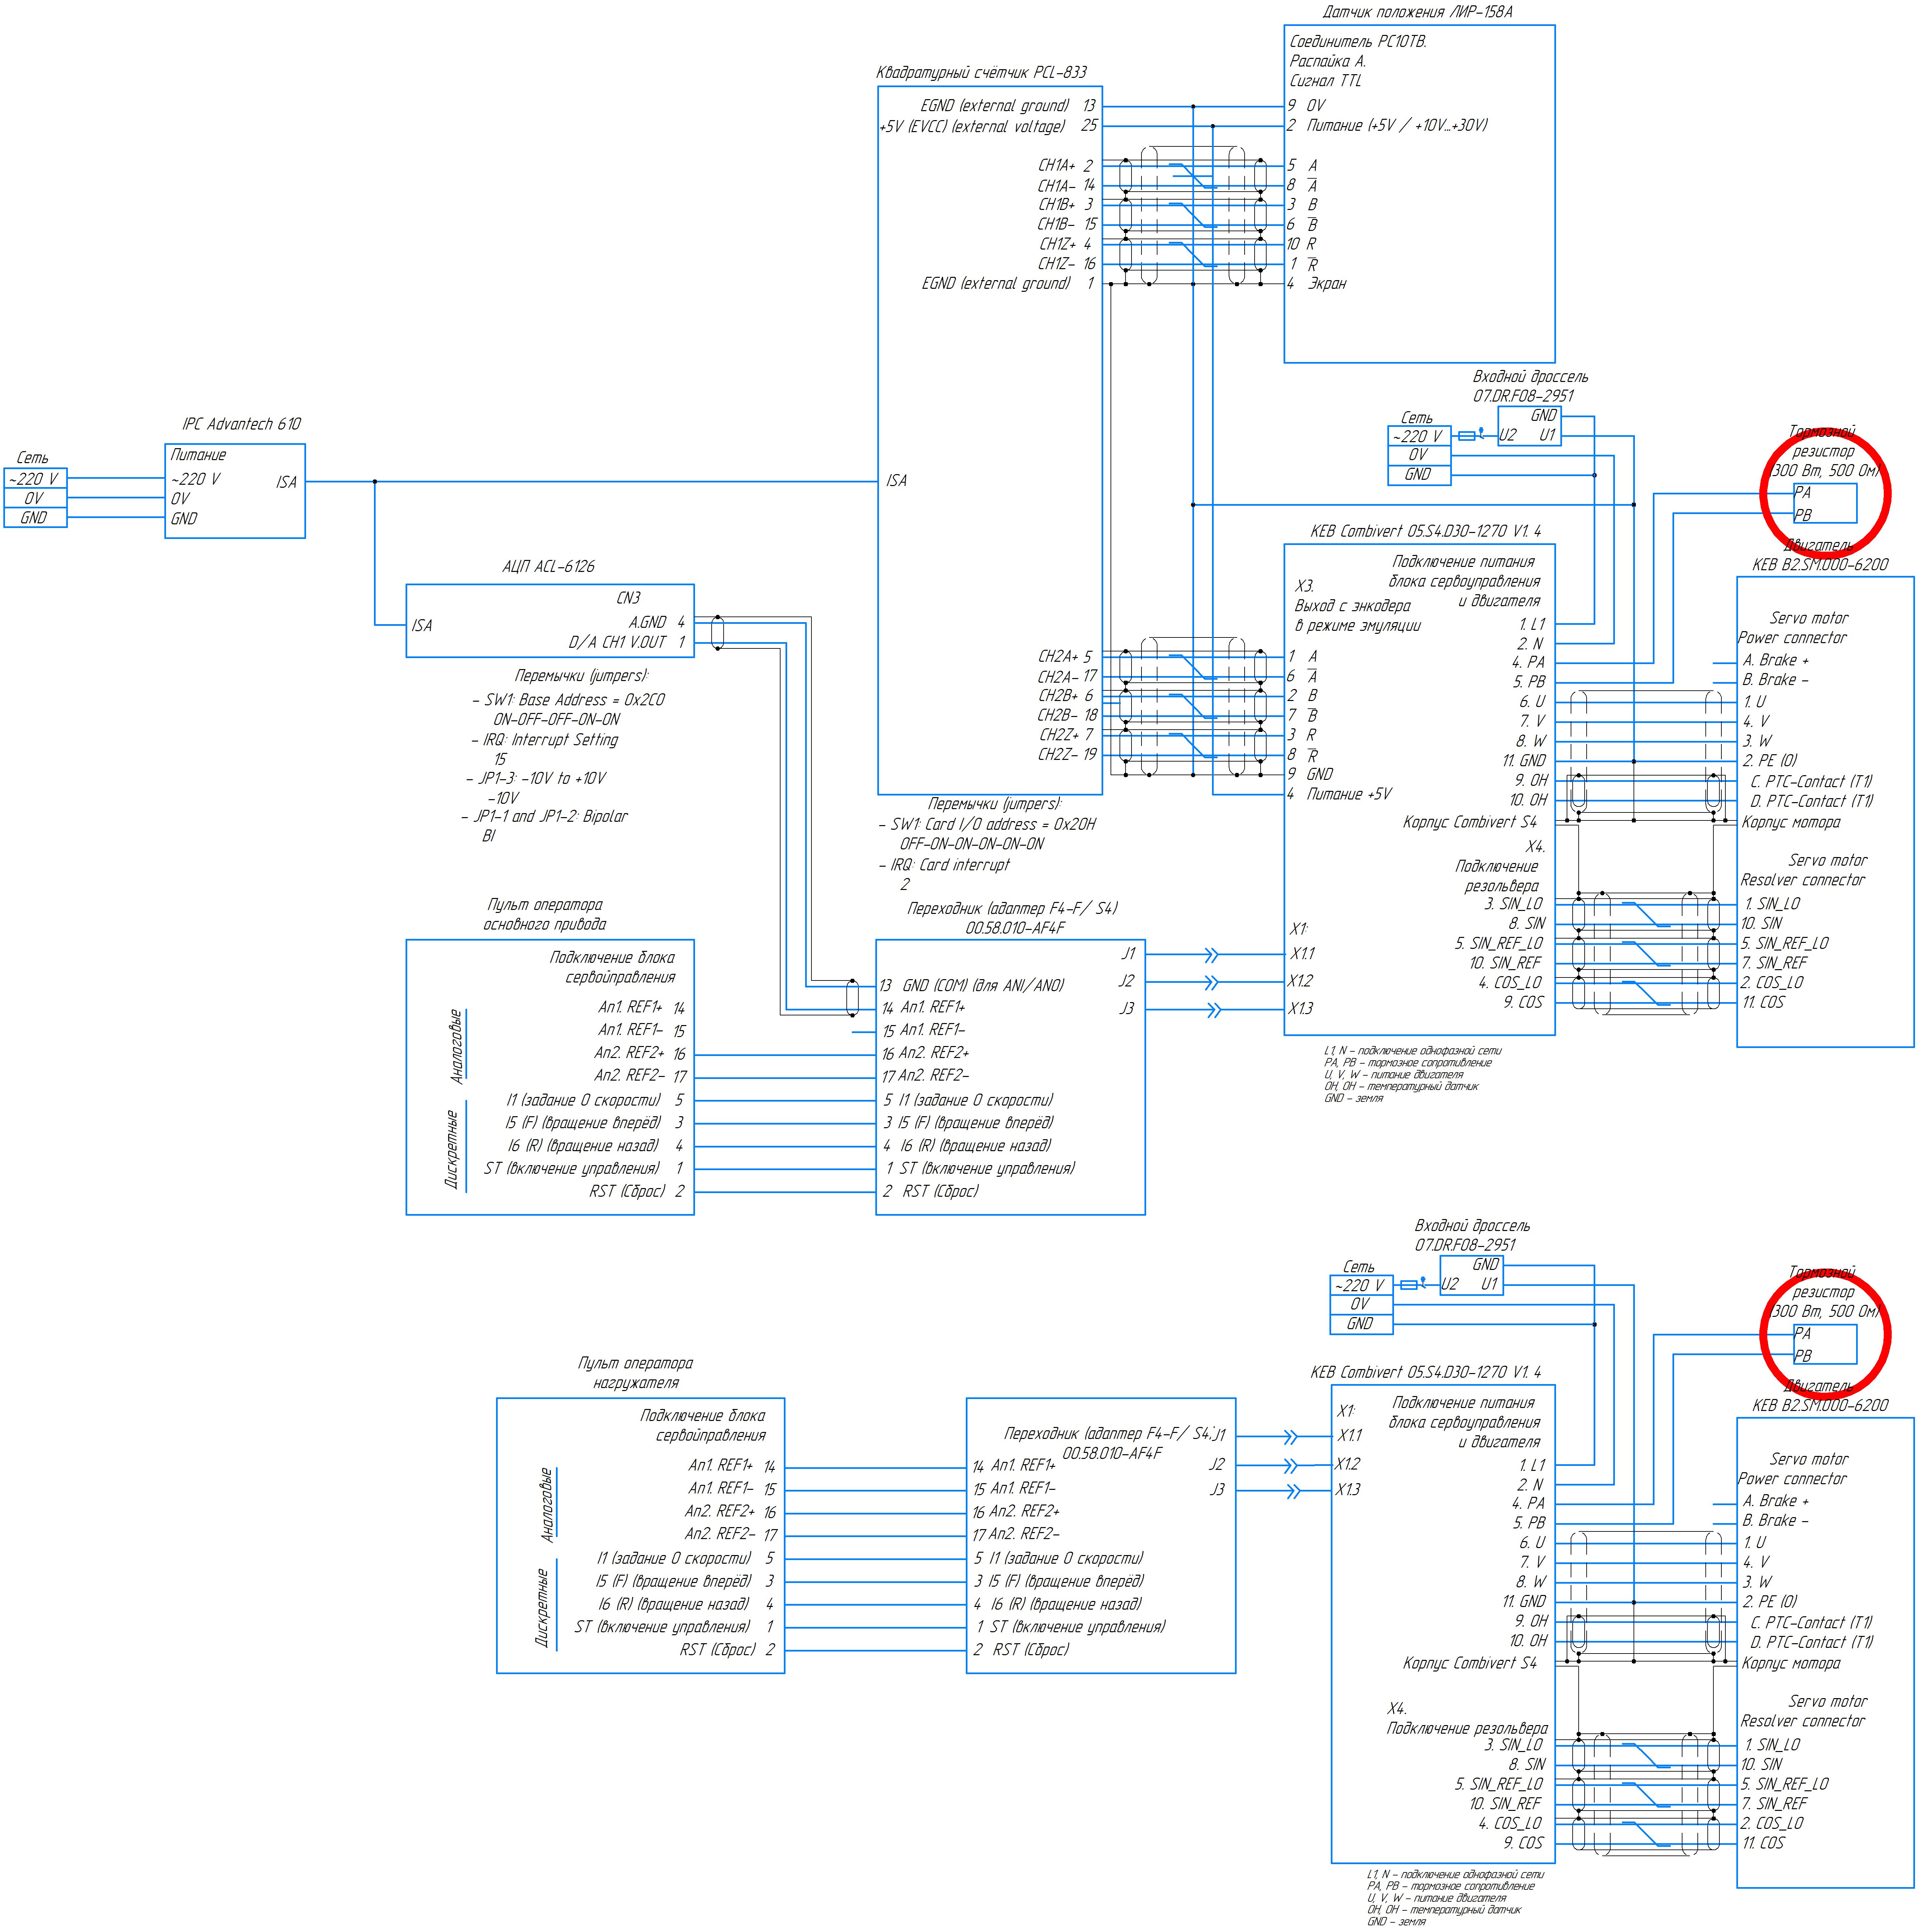 Датчик положения ЛИР-158А
Соединитель РС10ТВ.
Распайка А.
Сигнал TTL
9 0V
2 Питание (+5V / +10V...+30V)
5 A
8 A
3 B
6 B
10 R
1 R
4 Экран
Квадратурный счётчик PCL-833
EGND (external ground) 13
+5V (EVCC) (external voltage) 25
CH1A+ 2
CH1A- 14
CH1B+ 3
CH1B- 15
CH1Z+ 4
CH1Z- 16
EGND (external ground) 1
ISA
CH2A+ 5
CH2A- 17
CH2B+ 6
CH2B- 18
CH2Z+ 7
CH2Z- 19
Перемычки (jumpers):
- SW1: Card I/O address = 0x20H
OFF-ON-ON-ON-ON-ON
- IRQ: Card interrupt
2
IPC Advantech 610
Сеть
~220 V
0V
GND
Питание
~220 V
0V
GND
ISA
АЦП ACL-6126
CN3
ISA
A.GND 4
D/A CH1 V.OUT 1
Перемычки (jumpers):
- SW1: Base Address = 0x2C0
ON-OFF-OFF-ON-ON
- IRQ: Interrupt Setting
15
- JP1-3: -10V to +10V
-10V
- JP1-1 and JP1-2: Bipolar
BI
Входной дроссель
07.DR.F08-2951
GND
U2 U1
Сеть
~220 V
0V
GND
Тормозной
резистор
(300 Вт, 500 Ом)
PA
PB
KEB Combivert 05.S4.D30-1270 V1. 4
X3.
Выход с энкодера
в режиме эмуляции
1 A
6 A
2 B
7 B
3 R
8 R
9 GND
4 Питание +5V
X1:
X1.1
X1.2
X1.3
Подключение питания
блока сервоуправления
и двигателя
1. L1
2. N
4. PA
5. PB
6. U
7. V
8. W
11. GND
9. OH
10. OH
Корпус Combivert S4
X4.
Подключение
резольвера
3. SIN_LO
8. SIN
5. SIN_REF_LO
10. SIN_REF
4. COS_LO
9. COS
L1, N - подключение однофазной сети
PA, PB - тормозное сопротивление
U, V, W - питание двигателя
OH, OH - температурный датчик
GND - земля
Двигатель
KEB B2.SM.000-6200
Servo motor
Power connector
A. Brake +
B. Brake -
1. U
4. V
3. W
2. PE (0)
C. PTC-Contact (T1)
D. PTC-Contact (T1)
Корпус мотора
Servo motor
Resolver connector
1. SIN_LO
10. SIN
5. SIN_REF_LO
7. SIN_REF
2. COS_LO
11. COS
Пульт оператора
основного привода
Подключение блока
сервойправления
Аналоговые
Дискретные
An1. REF1+ 14
An1. REF1- 15
An2. REF2+ 16
An2. REF2- 17
I1 (задание 0 скорости) 5
I5 (F) (вращение вперёд) 3
I6 (R) (вращение назад) 4
ST (включение управления) 1
RST (Сброс) 2
Переходник (адаптер F4-F/ S4)
00.58.010-AF4F
J1
J2
J3
13 GND (COM) (для ANI/ANO)
14 An1. REF1+
15 An1. REF1-
16 An2. REF2+
17 An2. REF2-
5 I1 (задание 0 скорости)
3 I5 (F) (вращение вперёд)
4 I6 (R) (вращение назад)
1 ST (включение управления)
2 RST (Сброс)
Входной дроссель
07.DR.F08-2951
GND
U2 U1
Сеть
~220 V
0V
GND
Тормозной
резистор
(300 Вт, 500 Ом)
PA
PB
Пульт оператора
нагружателя
Подключение блока
сервойправления
Аналоговые
Дискретные
An1. REF1+ 14
An1. REF1- 15
An2. REF2+ 16
An2. REF2- 17
I1 (задание 0 скорости) 5
I5 (F) (вращение вперёд) 3
I6 (R) (вращение назад) 4
ST (включение управления) 1
RST (Сброс) 2
Переходник (адаптер F4-F/ S4)
00.58.010-AF4F
J1
J2
J3
14 An1. REF1+
15 An1. REF1-
16 An2. REF2+
17 An2. REF2-
5 I1 (задание 0 скорости)
3 I5 (F) (вращение вперёд)
4 I6 (R) (вращение назад)
1 ST (включение управления)
2 RST (Сброс)
KEB Combivert 05.S4.D30-1270 V1. 4
X1:
X1.1
X1.2
X1.3
Подключение питания
блока сервоуправления
и двигателя
1. L1
2. N
4. PA
5. PB
6. U
7. V
8. W
11. GND
9. OH
10. OH
Корпус Combivert S4
X4.
Подключение резольвера
3. SIN_LO
8. SIN
5. SIN_REF_LO
10. SIN_REF
4. COS_LO
9. COS
L1, N - подключение однофазной сети
PA, PB - тормозное сопротивление
U, V, W - питание двигателя
OH, OH - температурный датчик
GND - земля
Двигатель
KEB B2.SM.000-6200
Servo motor
Power connector
A. Brake +
B. Brake -
1. U
4. V
3. W
2. PE (0)
C. PTC-Contact (T1)
D. PTC-Contact (T1)
Корпус мотора
Servo motor
Resolver connector
1. SIN_LO
10. SIN
5. SIN_REF_LO
7. SIN_REF
2. COS_LO
11. COS